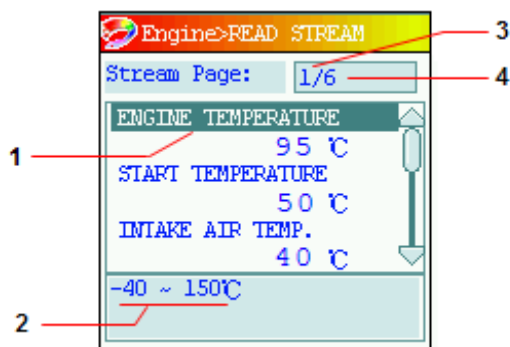 Engine>READ STREAM
3
Stream Page: 1/6
4
ENGINE TEMPERATURE
1
95 ℃
START TEMPERATURE
50 ℃
INTAKE AIR TEMP.
40 ℃
-40 ~ 150℃
2